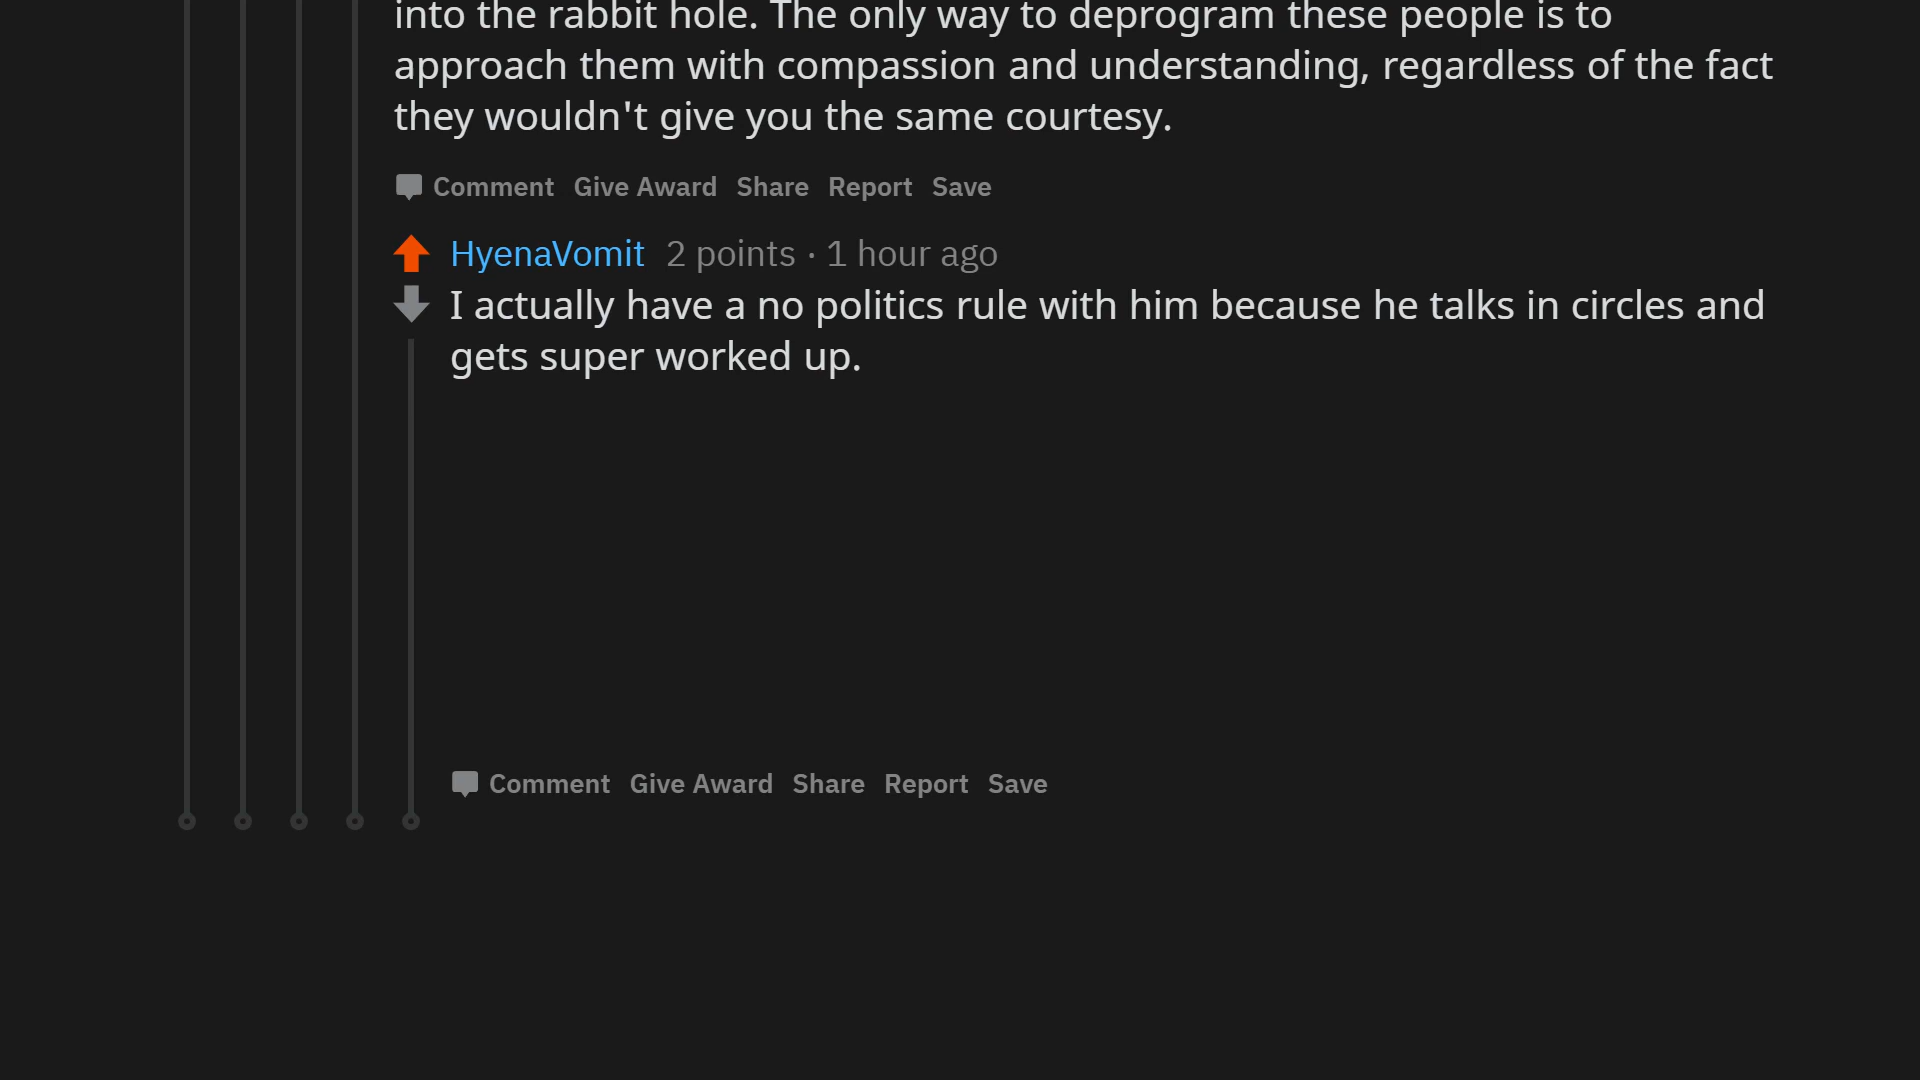 into the rabbit hole. The only way to deprogram these people is to
approach them with compassion and understanding, regardless of the fact
they wouldn't give you the same courtesy.
Comment Give Award Share Report Save
HyenaVomit 2 points · 1 hour ago
I actually have a no politics rule with him because he talks in circles and
gets super worked up.
Comment Give Award Share Report Save